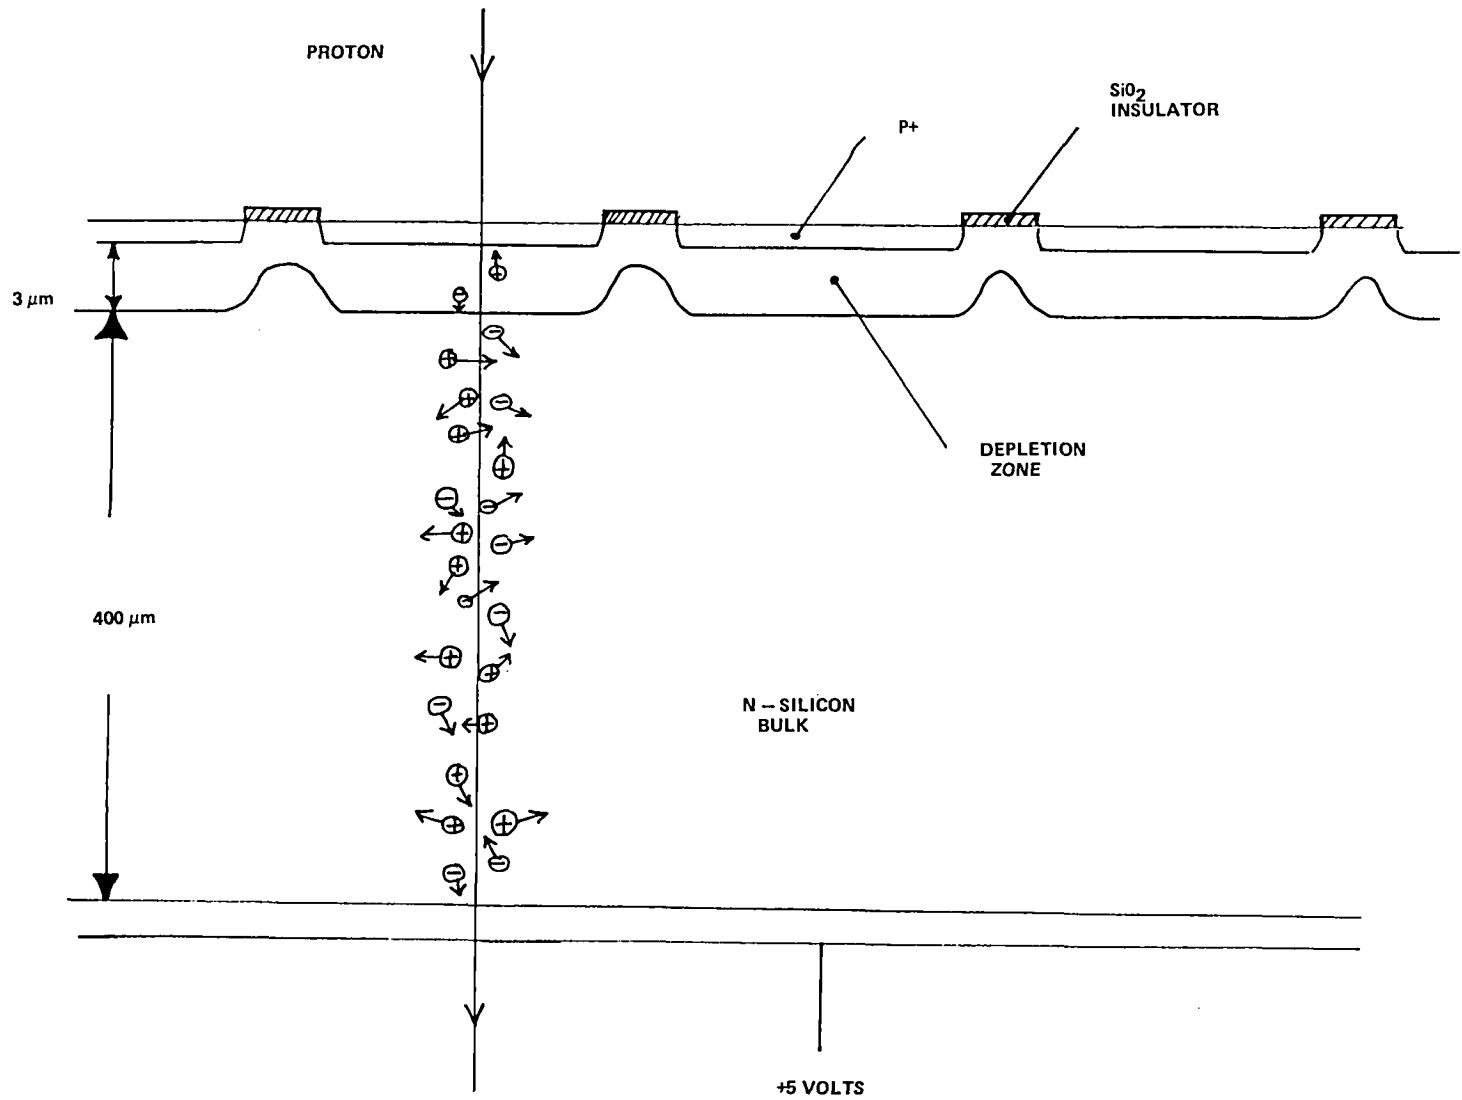 PROTON
SiO2
INSULATOR
P+
3 μm
DEPLETION
ZONE
400 μm
N – SILICON
BULK
+5 VOLTS